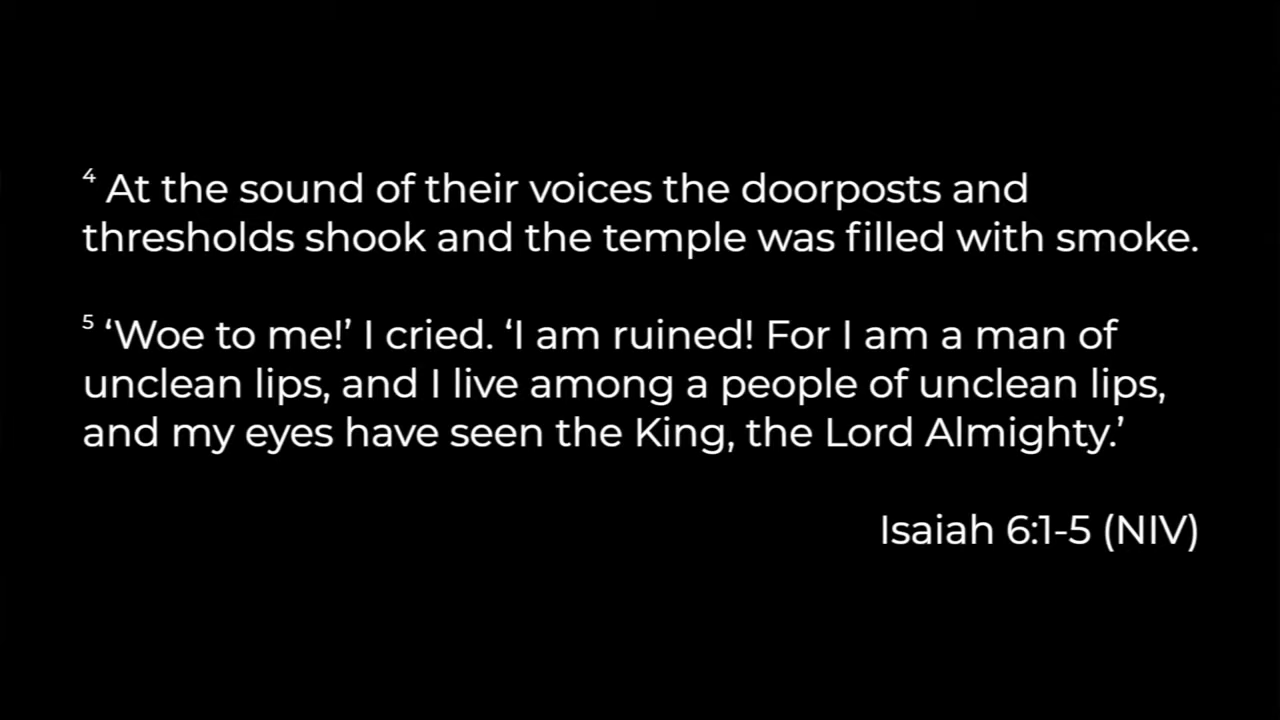 ⁴ At the sound of their voices the doorposts and
thresholds shook and the temple was filled with smoke.
⁵ ‘Woe to me!’ I cried. ‘I am ruined! For I am a man of
unclean lips, and I live among a people of unclean lips,
and my eyes have seen the King, the Lord Almighty.’
Isaiah 6:1-5 (NIV)